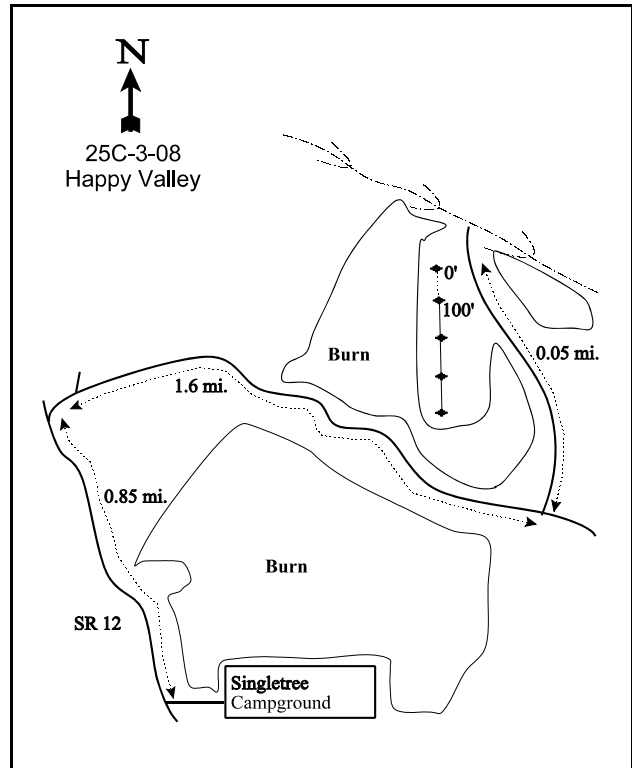 N
25C-3-08
Happy Valley
0'
100'
Burn
0.05 mi.
1.6 mi.
0.85 mi.
Burn
SR 12
Singletree
Campground